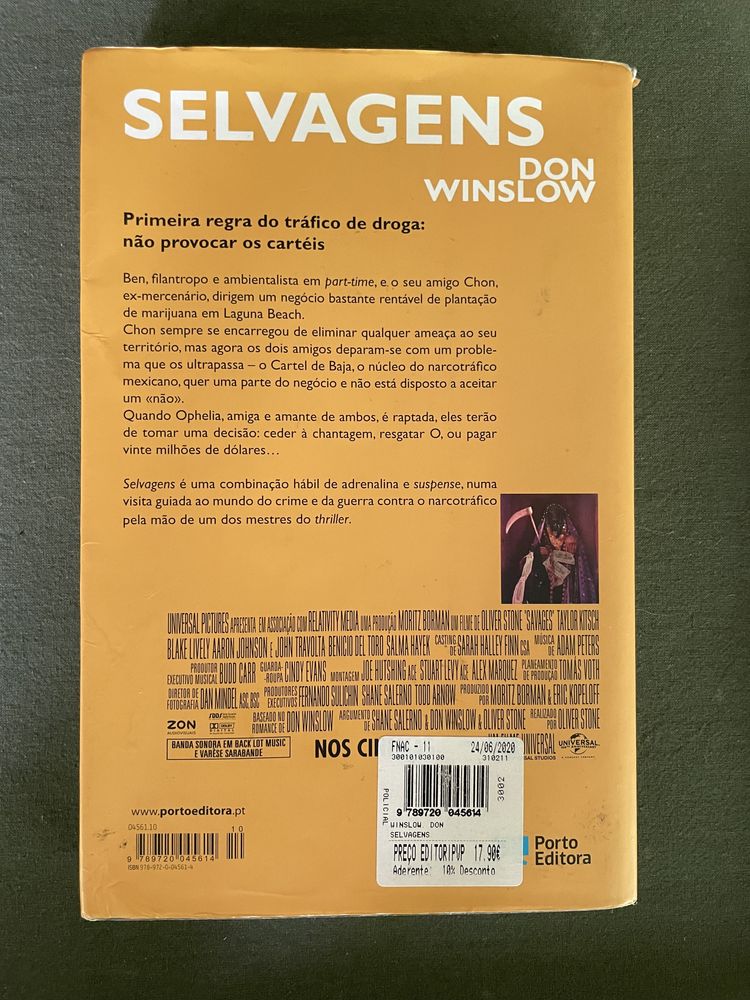 SELVAGENS
DON
WINSLOW
Primeira regra do tráfico de droga:
não provocar os cartéis
Ben, filantropo e ambientalista em part-time, e o seu amigo Chon,
ex-mercenário, dirigem um negócio bastante rentável de plantação
de marijuana em Laguna Beach.
Chon sempre se encarregou de eliminar qualquer ameaça ao seu
território, mas agora os dois amigos deparam-se com um proble-
ma que os ultrapassa – o Cartel de Baja, o núcleo do narcotráfico
mexicano, quer uma parte do negócio e não está disposto a aceitar
um «não».
Quando Ophelia, amiga e amante de ambos, é raptada, eles terão
de tomar uma decisão: ceder à chantagem, resgatar O, ou pagar
vinte milhões de dólares...
Selvagens é uma combinação hábil de adrenalina e suspense, numa
visita guiada ao mundo do crime e da guerra contra o narcotráfico
pela mão de um dos mestres do thriller.
UNIVERSAL PICTURES APRESENTA EM ASSOCIAÇÃO COM RELATIVITY MEDIA UMA PRODUÇÃO MORITZ BORMAN UM FILME DE OLIVER STONE "SAVAGES" TAYLOR KITSCH
BLAKE LIVELY AARON JOHNSON E JOHN TRAVOLTA BENICIO DEL TORO SALMA HAYEK CASTING DE SARAH HALLEY FINN CSA MÚSICA DE ADAM PETERS
PRODUTOR EXECUTIVO MUSICAL BUDD CARR GUARDA-ROUPA CINDY EVANS MONTAGEM JOE HUTSHING ACE STUART LEVY ACE ALEX MARQUEZ PLANEAMENTO DE PRODUÇÃO TOMÁS VOTH
DIRETOR DE FOTOGRAFIA DAN MINDEL ASC, BSC PRODUTORES EXECUTIVOS FERNANDO SULICHIN SHANE SALERNO TODD ARNOW PRODUZIDO POR MORITZ BORMAN & ERIC KOPELOFF
BASEADO NO ROMANCE DE DON WINSLOW ARGUMENTO DE SHANE SALERNO & DON WINSLOW & OLIVER STONE REALIZADO POR OLIVER STONE
ZON
AUDIOVISUAIS
DOLBY
DIGITAL
BANDA SONORA EM BACK LOT MUSIC
E VARÈSE SARABANDE
NOS CI
UNIVERSAL
STUDIOS
UNIVERSAL
FNAC - 11 24/06/2020
300101030100 310211
POLICIAL
3002
9 789720 045614
WINSLOW, DON
SELVAGENS
PREÇO EDITOR|PVP 17.90€
Aderente: 10% Desconto
www.portoeditora.pt
04561.10
10
9 789720 045614
ISBN 978-972-0-04561-4
Porto
Editora